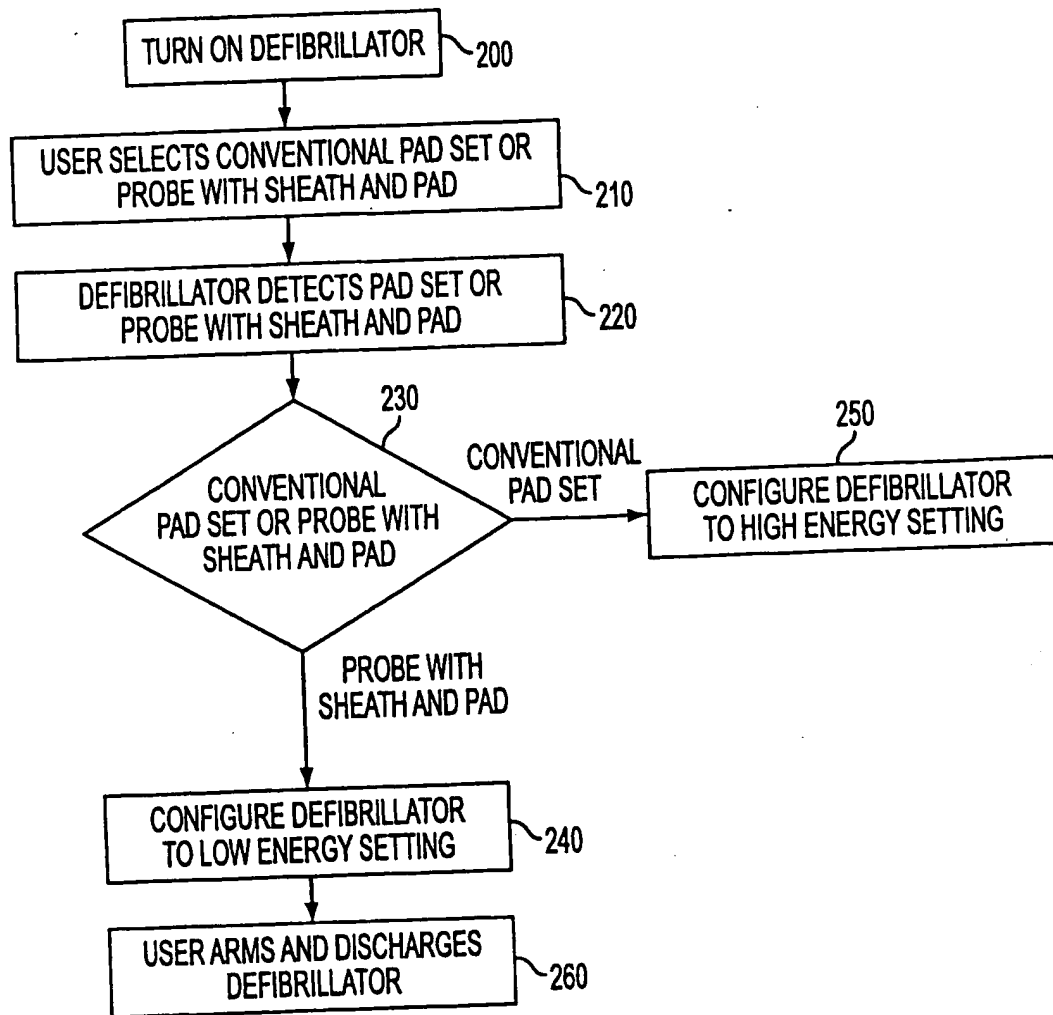 TURN ON DEFIBRILLATOR
200
USER SELECTS CONVENTIONAL PAD SET OR
PROBE WITH SHEATH AND PAD
210
DEFIBRILLATOR DETECTS PAD SET OR
PROBE WITH SHEATH AND PAD
220
230
CONVENTIONAL
PAD SET OR PROBE WITH
SHEATH AND PAD
CONVENTIONAL
PAD SET
250
CONFIGURE DEFIBRILLATOR
TO HIGH ENERGY SETTING
PROBE WITH
SHEATH AND PAD
CONFIGURE DEFIBRILLATOR
TO LOW ENERGY SETTING
240
USER ARMS AND DISCHARGES
DEFIBRILLATOR
260